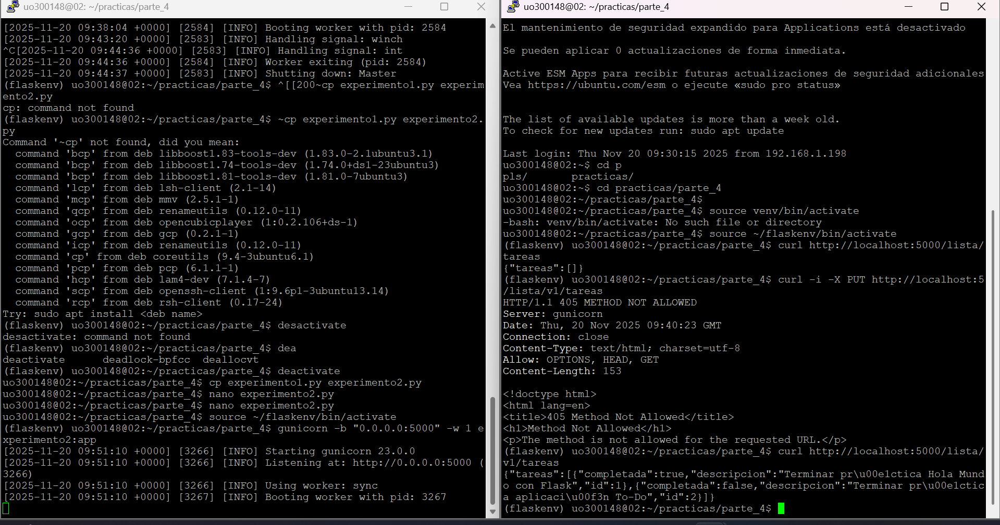 uo300148@02: ~/practicas/parte_4
[2025-11-20 09:38:04 +0000] [2584] [INFO] Booting worker with pid: 2584
[2025-11-20 09:43:20 +0000] [2583] [INFO] Handling signal: winch
^C[2025-11-20 09:44:36 +0000] [2583] [INFO] Handling signal: int
[2025-11-20 09:44:36 +0000] [2584] [INFO] Worker exiting (pid: 2584)
[2025-11-20 09:44:37 +0000] [2583] [INFO] Shutting down: Master
(flaskenv) uo300148@02:~/practicas/parte_4$ ^[[200~cp experimento1.py experim
ento2.py
cp: command not found
(flaskenv) uo300148@02:~/practicas/parte_4$ ~cp experimento1.py experimento2.
py
Command '~cp' not found, did you mean:
  command 'bcp' from deb libboost1.83-tools-dev (1.83.0-2.1ubuntu3.1)
  command 'bcp' from deb libboost1.74-tools-dev (1.74.0+ds1-23ubuntu3)
  command 'bcp' from deb libboost1.81-tools-dev (1.81.0-7ubuntu3)
  command 'lcp' from deb lsh-client (2.1-14)
  command 'mcp' from deb mmv (2.5.1-1)
  command 'qcp' from deb renameutils (0.12.0-11)
  command 'ocp' from deb opencubicplayer (1:0.2.106+ds-1)
  command 'gcp' from deb gcp (0.2.1-1)
  command 'icp' from deb renameutils (0.12.0-11)
  command 'cp' from deb coreutils (9.4-3ubuntu6.1)
  command 'pcp' from deb pcp (6.1.1-1)
  command 'hcp' from deb lam4-dev (7.1.4-7)
  command 'scp' from deb openssh-client (1:9.6p1-3ubuntu13.14)
  command 'rcp' from deb rsh-client (0.17-24)
Try: sudo apt install <deb name>
(flaskenv) uo300148@02:~/practicas/parte_4$ desactivate
desactivate: command not found
(flaskenv) uo300148@02:~/practicas/parte_4$ dea
deactivate      deadlock-bpfcc  deallocvt
(flaskenv) uo300148@02:~/practicas/parte_4$ deactivate
uo300148@02:~/practicas/parte_4$ cp experimento1.py experimento2.py
uo300148@02:~/practicas/parte_4$ nano experimento2.py
uo300148@02:~/practicas/parte_4$ nano experimento2.py
uo300148@02:~/practicas/parte_4$ source ~/flaskenv/bin/activate
(flaskenv) uo300148@02:~/practicas/parte_4$ gunicorn -b "0.0.0.0:5000" -w 1 e
xperimento2:app
[2025-11-20 09:51:10 +0000] [3266] [INFO] Starting gunicorn 23.0.0
[2025-11-20 09:51:10 +0000] [3266] [INFO] Listening at: http://0.0.0.0:5000 (
3266)
[2025-11-20 09:51:10 +0000] [3266] [INFO] Using worker: sync
[2025-11-20 09:51:10 +0000] [3267] [INFO] Booting worker with pid: 3267
uo300148@02: ~/practicas/parte_4
El mantenimiento de seguridad expandido para Applications está desactivado
Se pueden aplicar 0 actualizaciones de forma inmediata.
Active ESM Apps para recibir futuras actualizaciones de seguridad adicionales
Vea https://ubuntu.com/esm o ejecute «sudo pro status»
The list of available updates is more than a week old.
To check for new updates run: sudo apt update
Last login: Thu Nov 20 09:30:15 2025 from 192.168.1.198
uo300148@02:~$ cd p
pls/       practicas/
uo300148@02:~$ cd practicas/parte_4
uo300148@02:~/practicas/parte_4$
uo300148@02:~/practicas/parte_4$ source venv/bin/activate
-bash: venv/bin/activate: No such file or directory
uo300148@02:~/practicas/parte_4$ source ~/flaskenv/bin/activate
(flaskenv) uo300148@02:~/practicas/parte_4$ curl http://localhost:5000/lista/
tareas
{"tareas":[]}
(flaskenv) uo300148@02:~/practicas/parte_4$ curl -i -X PUT http://localhost:5
/lista/v1/tareas
HTTP/1.1 405 METHOD NOT ALLOWED
Server: gunicorn
Date: Thu, 20 Nov 2025 09:40:23 GMT
Connection: close
Content-Type: text/html; charset=utf-8
Allow: OPTIONS, HEAD, GET
Content-Length: 153
<!doctype html>
<html lang=en>
<title>405 Method Not Allowed</title>
<h1>Method Not Allowed</h1>
<p>The method is not allowed for the requested URL.</p>
(flaskenv) uo300148@02:~/practicas/parte_4$ curl http://localhost:5000/lista/
v1/tareas
{"tareas":[{"completada":true,"descripcion":"Terminar pr\u00e1ctica Hola Mund
o con Flask","id":1},{"completada":false,"descripcion":"Terminar pr\u00e1ctic
a aplicaci\u00f3n To-Do","id":2}]}
(flaskenv) uo300148@02:~/practicas/parte_4$